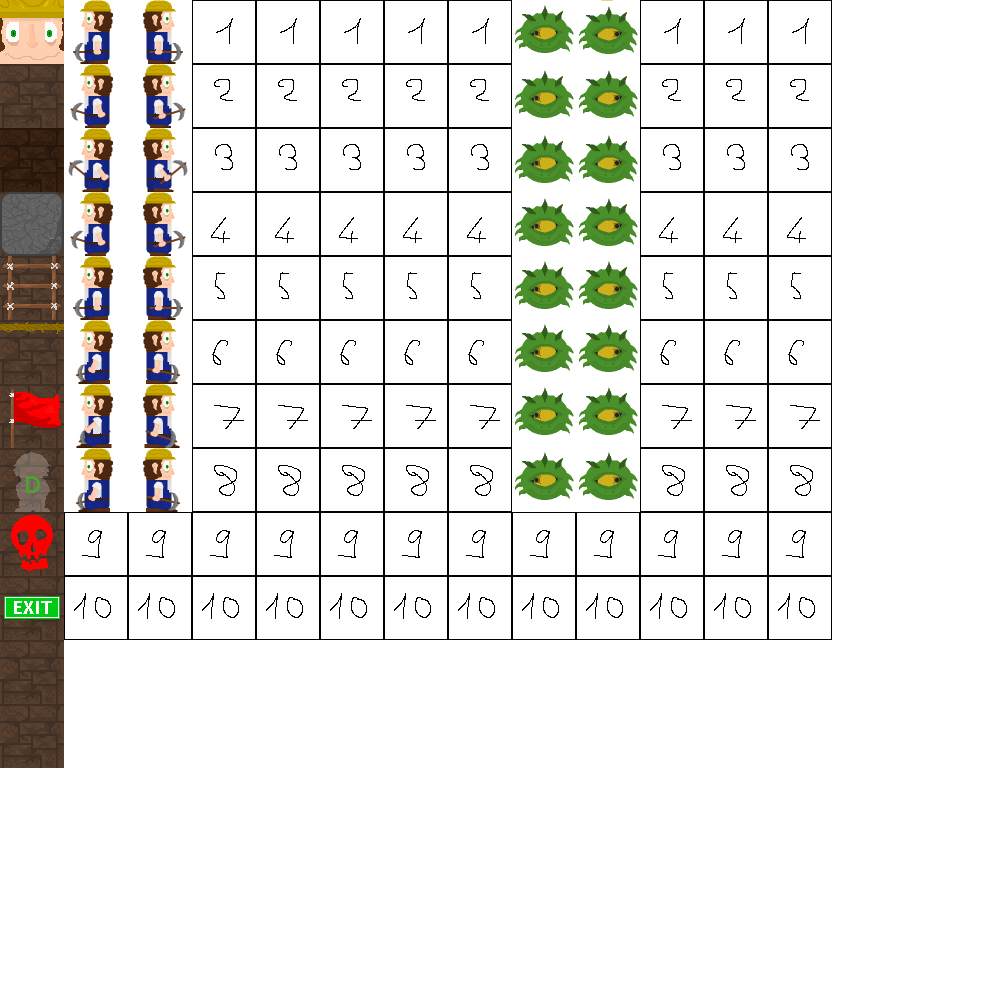 1 1 1 1 1 1 1 1
2 2 2 2 2 2 2 2
3 3 3 3 3 3 3 3
4 4 4 4 4 4 4 4
5 5 5 5 5 5 5 5
6 6 6 6 6 6 6 6
7 7 7 7 7 7 7 7
D 8 8 8 8 8 8 8 8
9 9 9 9 9 9 9 9 9 9 9 9
EXIT 10 10 10 10 10 10 10 10 10 10 10 10